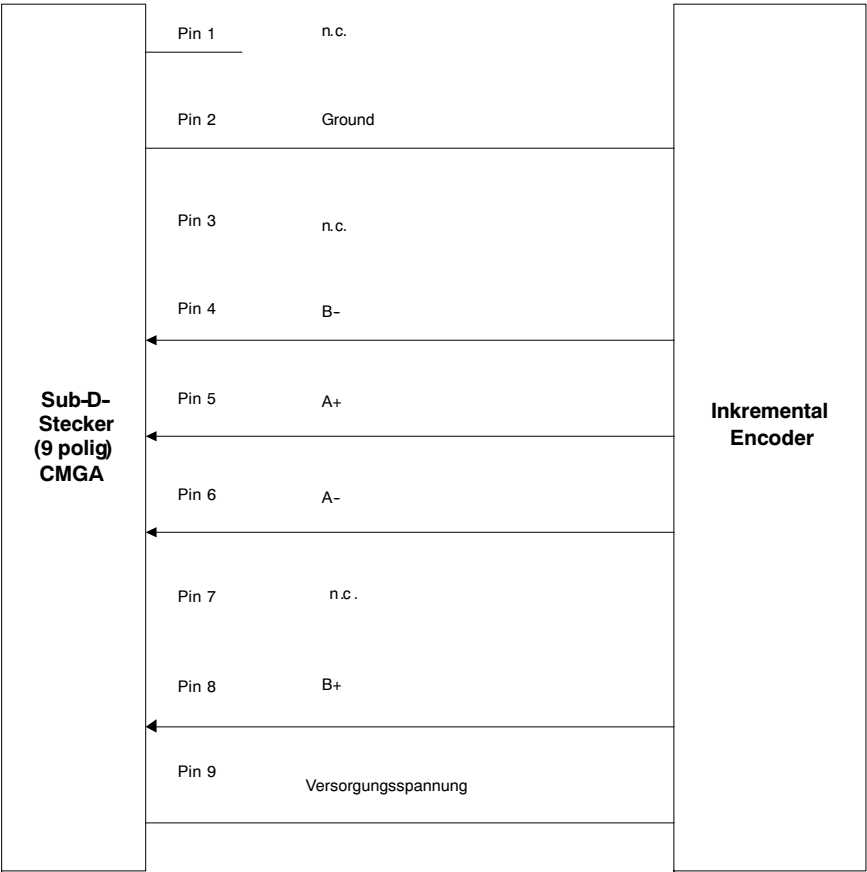 Pin 1 n.c.
Pin 2 Ground
Pin 3 n.c.
Pin 4 B-
Sub-D-
Stecker
(9 polig)
CMGA
Pin 5 A+
Inkremental
Encoder
Pin 6 A-
Pin 7 n.c.
Pin 8 B+
Pin 9 Versorgungsspannung